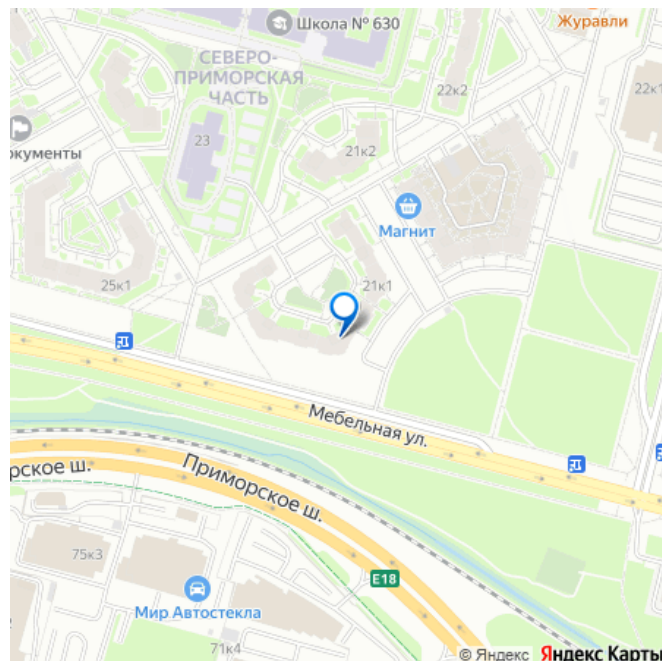 Школа № 630
Журавли
СЕВЕРО-
ПРИМОРСКАЯ
ЧАСТЬ
22к2
22к1
23
21к2
окументы
Магнит
25к1
21к1
Мебельная ул.
рское ш.
Приморское ш.
75к3
E18
Мир Автостекла
71к4
© Яндекс Яндекс Карты